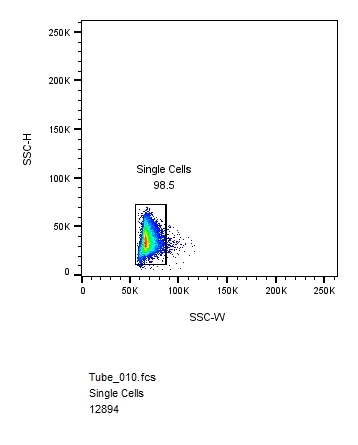 250K
200K
150K
100K
50K
0
SSC-H
Single Cells
98.5
0 50K 100K 150K 200K 250K
SSC-W
Tube_010.fcs
Single Cells
12894